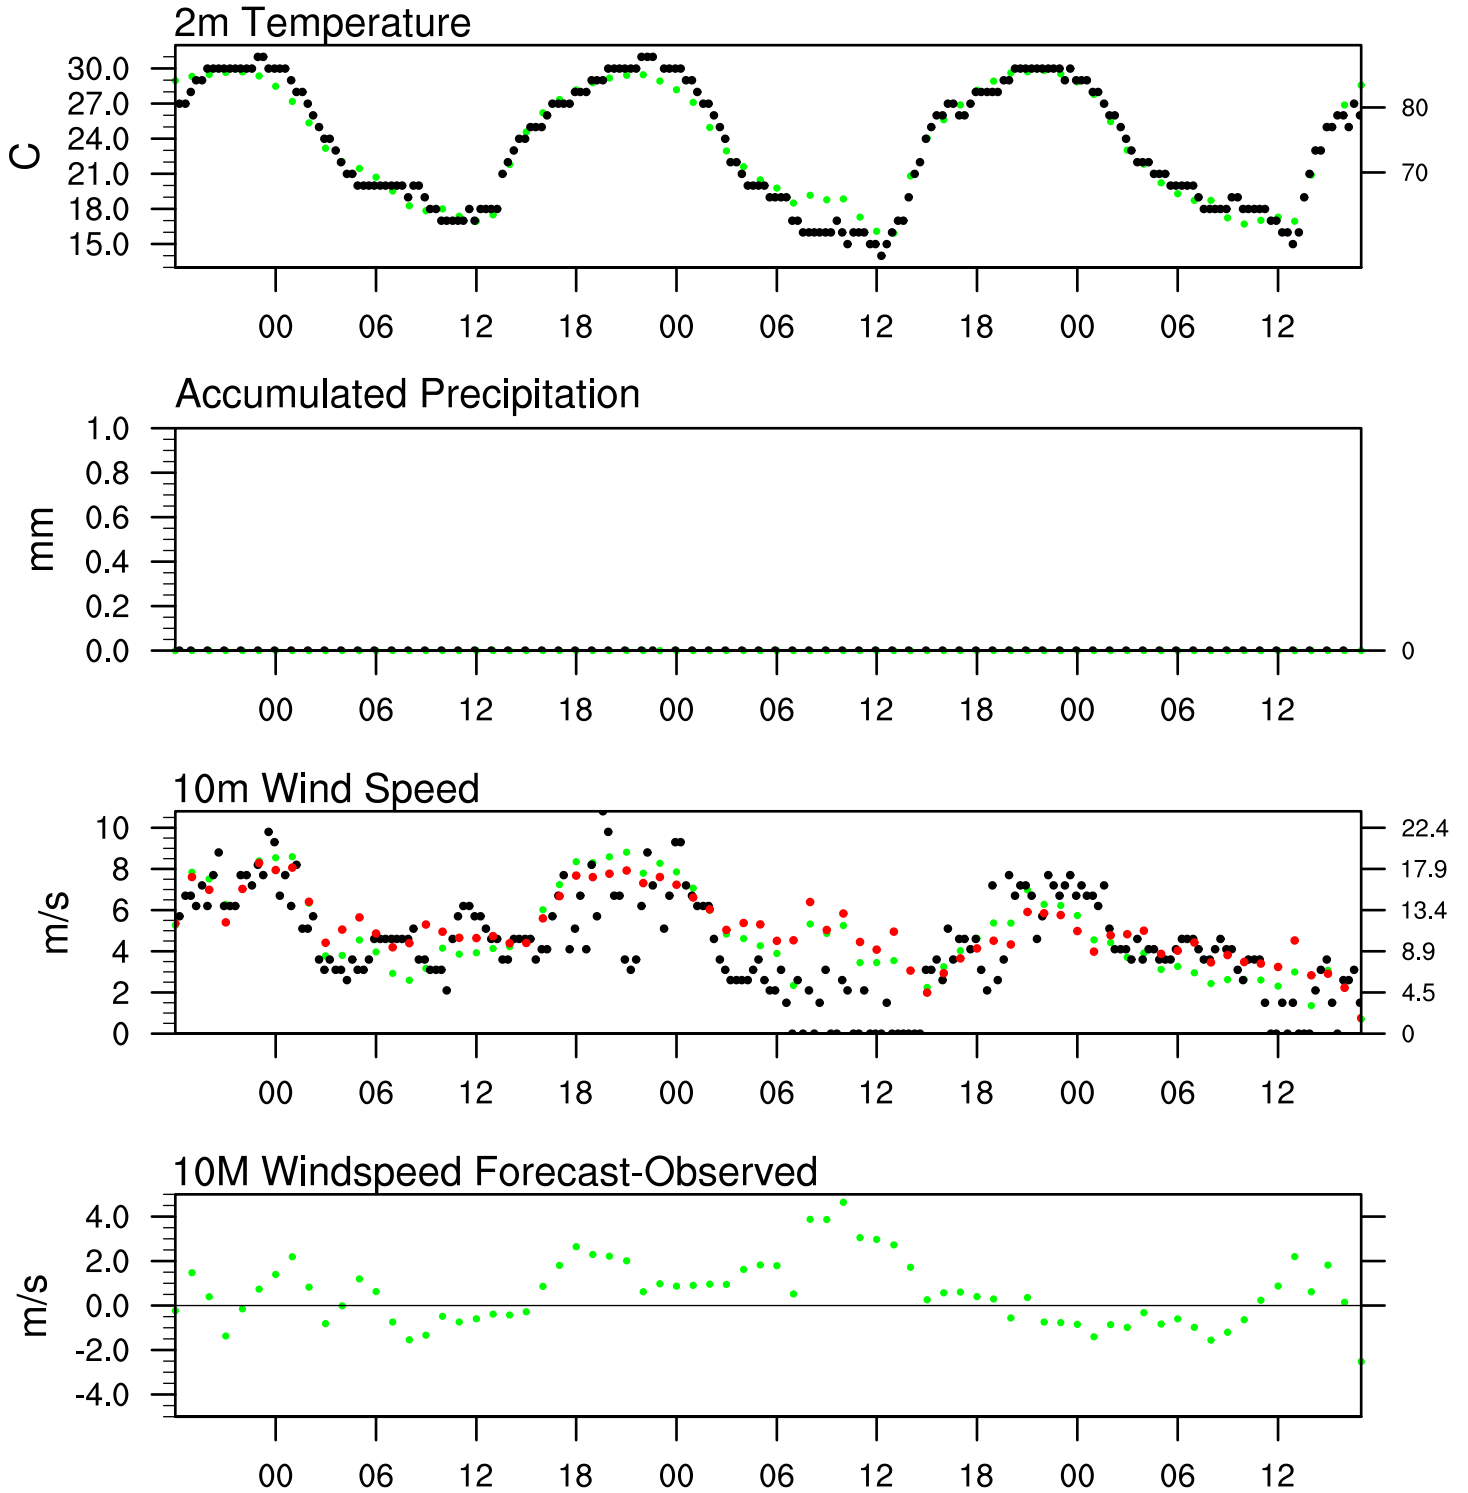 2m Temperature
30.0
27.0
24.0
21.0
18.0
15.0
C
80
70
00 06 12 18 00 06 12 18 00 06 12
Accumulated Precipitation
1.0
0.8
0.6
0.4
0.2
0.0
mm
0
00 06 12 18 00 06 12 18 00 06 12
10m Wind Speed
10
8
6
4
2
0
m/s
22.4
17.9
13.4
8.9
4.5
0
00 06 12 18 00 06 12 18 00 06 12
10M Windspeed Forecast-Observed
4.0
2.0
0.0
-2.0
-4.0
m/s
00 06 12 18 00 06 12 18 00 06 12